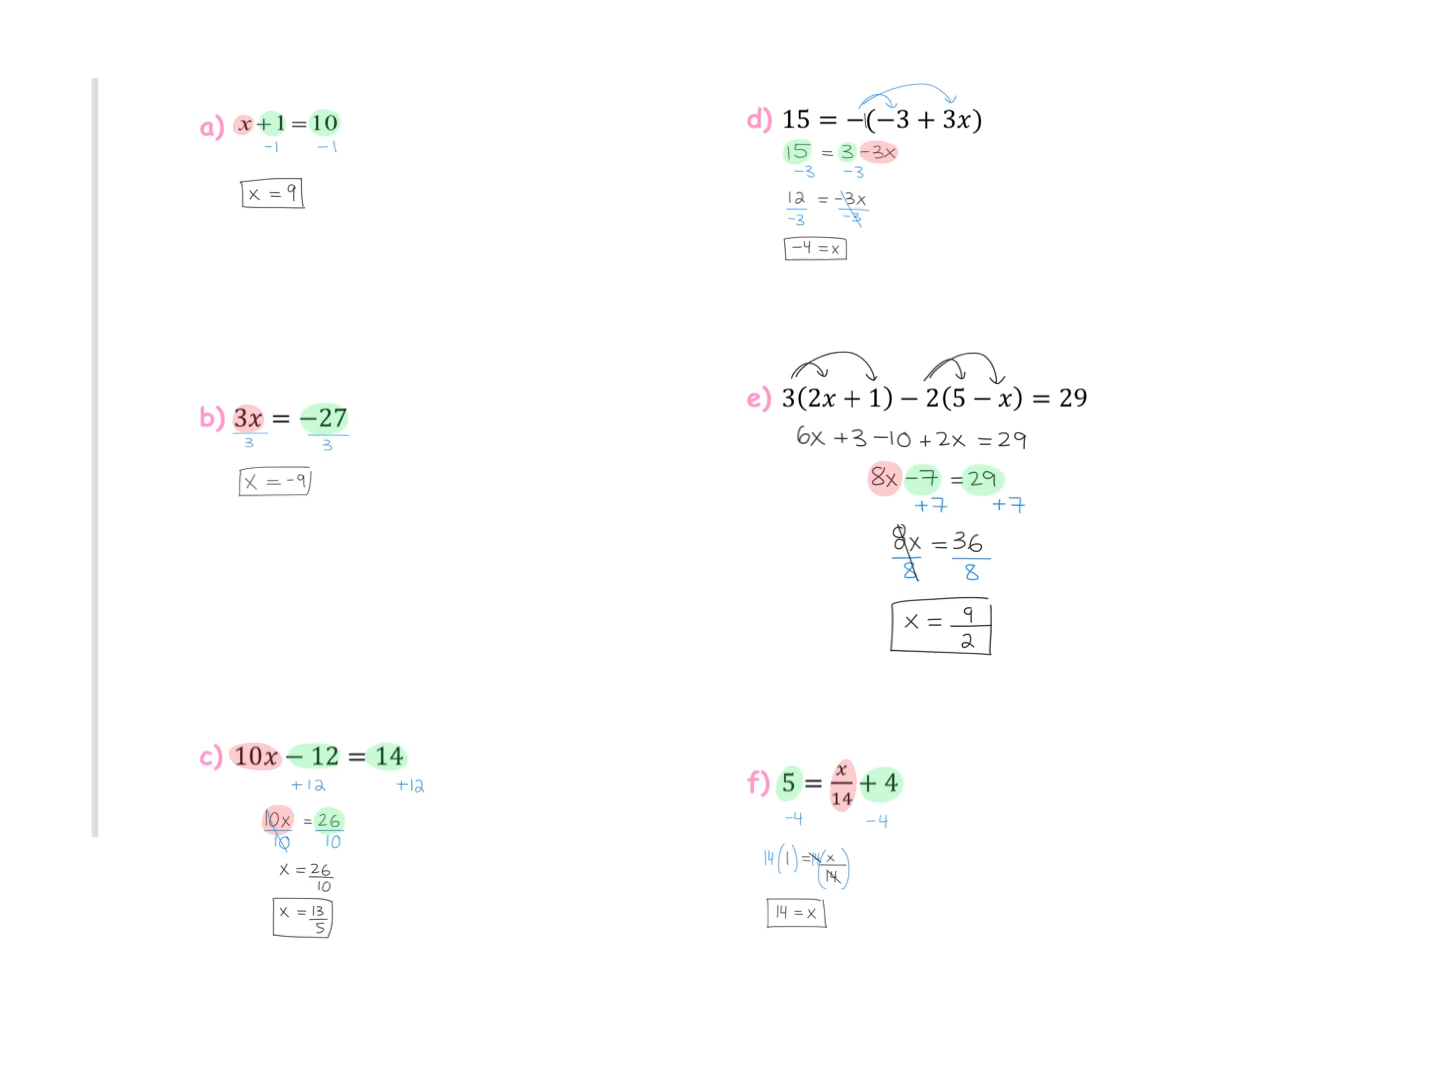 a) x + 1 = 10
-1 -1
x = 9
b) 3x = -27
3 3
x = -9
c) 10x - 12 = 14
+12 +12
10x = 26
10 10
x = 26/10
x = 13/5
d) 15 = -1(-3 + 3x)
15 = 3 - 3x
-3 -3
12 = -3x
-3 -3
-4 = x
e) 3(2x + 1) - 2(5 - x) = 29
6x + 3 - 10 + 2x = 29
8x - 7 = 29
+7 +7
8x = 36
8 8
x = 9/2
f) 5 = x/14 + 4
-4 -4
14(1) = 14(x/14)
14 = x